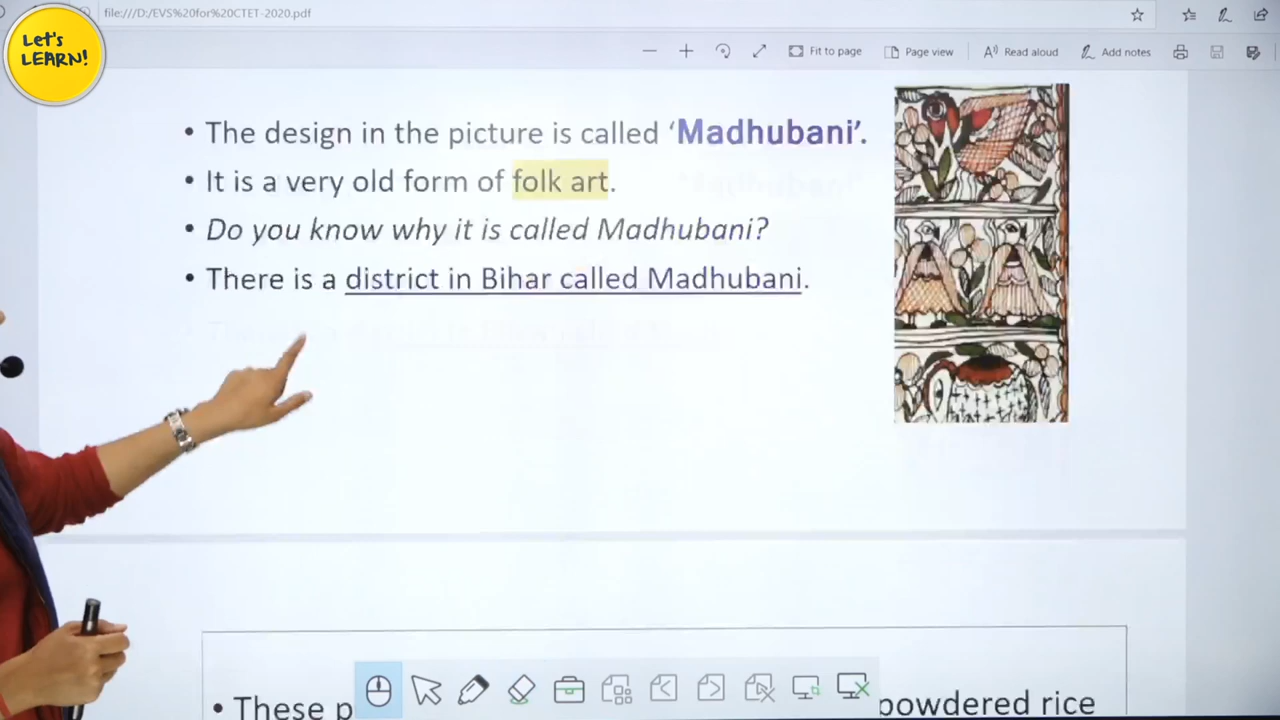 file:///D:/EVS%20for%20CTET-2020.pdf
Let's
LEARN!
Fit to page
Page view
Read aloud
Add notes
• The design in the picture is called ‘Madhubani’.
• It is a very old form of folk art.
• Do you know why it is called Madhubani?
• There is a district in Bihar called Madhubani.
• These p
powdered rice